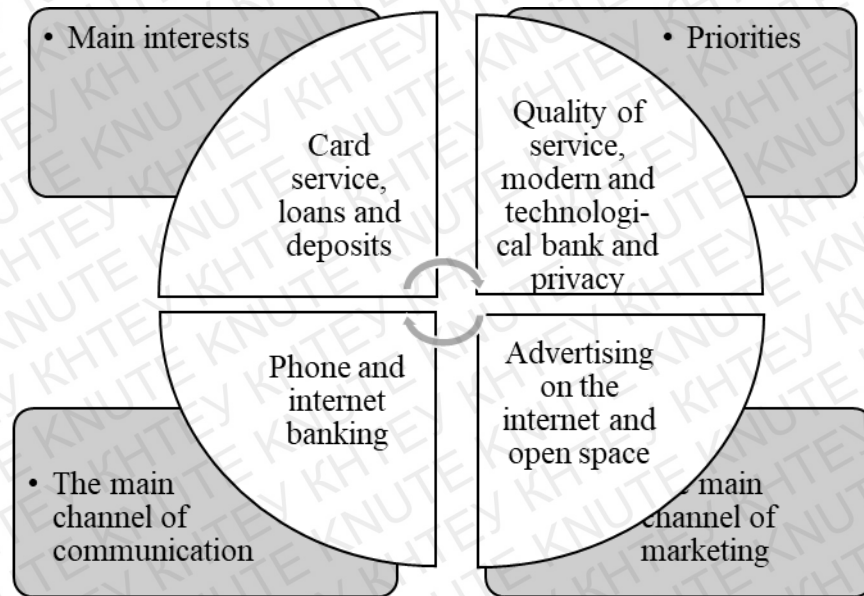 • Main interests
• Priorities
Card
service,
loans and
deposits
Quality of
service,
modern and
technologi-
cal bank and
privacy
Phone and
internet
banking
Advertising
on the
internet and
open space
• The main
channel of
communication
main
channel of
marketing
KNUTE КНТЕУ